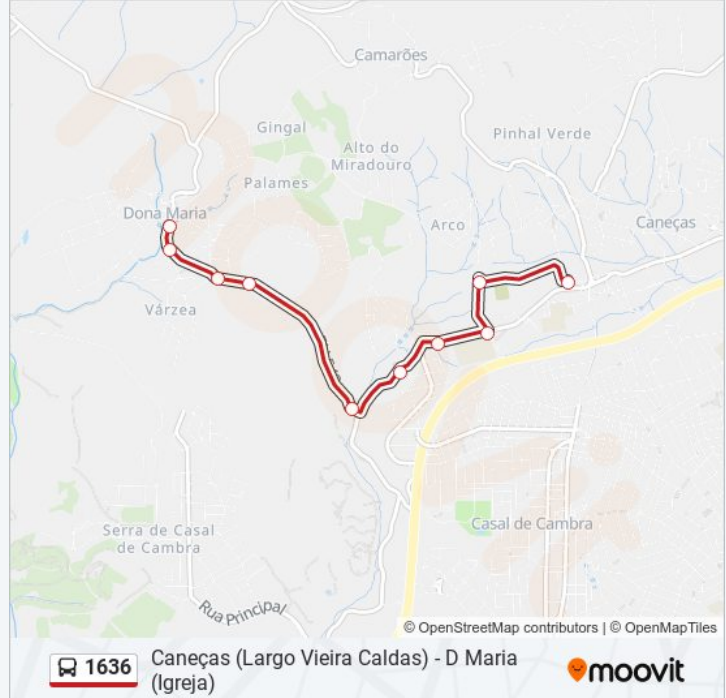 Camarões
Gingal
Alto do
Miradouro
Pinhal Verde
Palames
Dona Maria
Arco
Caneças
Várzea
Serra de Casal
de Cambra
Casal de Cambra
Rua Principal
© OpenStreetMap contributors | © OpenMapTiles
1636
Caneças (Largo Vieira Caldas) - D Maria
(Igreja)
moovit